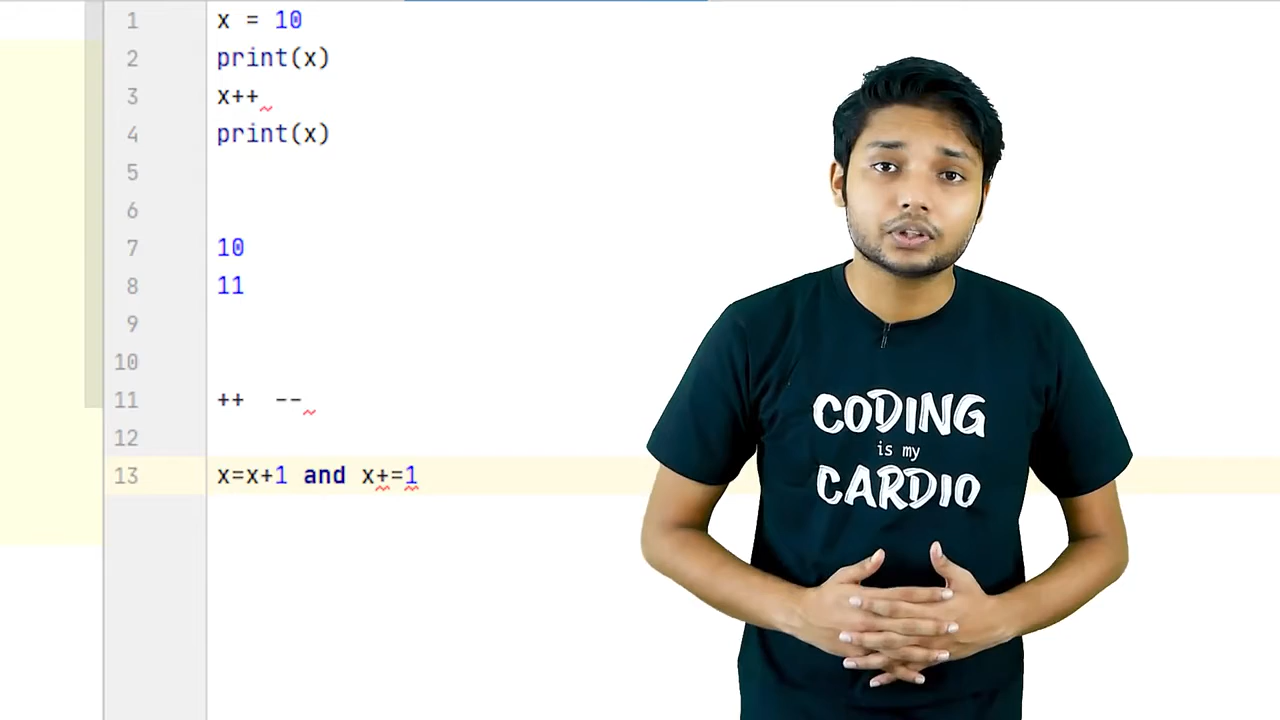 1 x = 10
2 print(x)
3 x++
4 print(x)
5
6
7 10
8 11
9
10
11 ++ --
12
13 x=x+1 and x+=1
CODING
is my
CARDIO